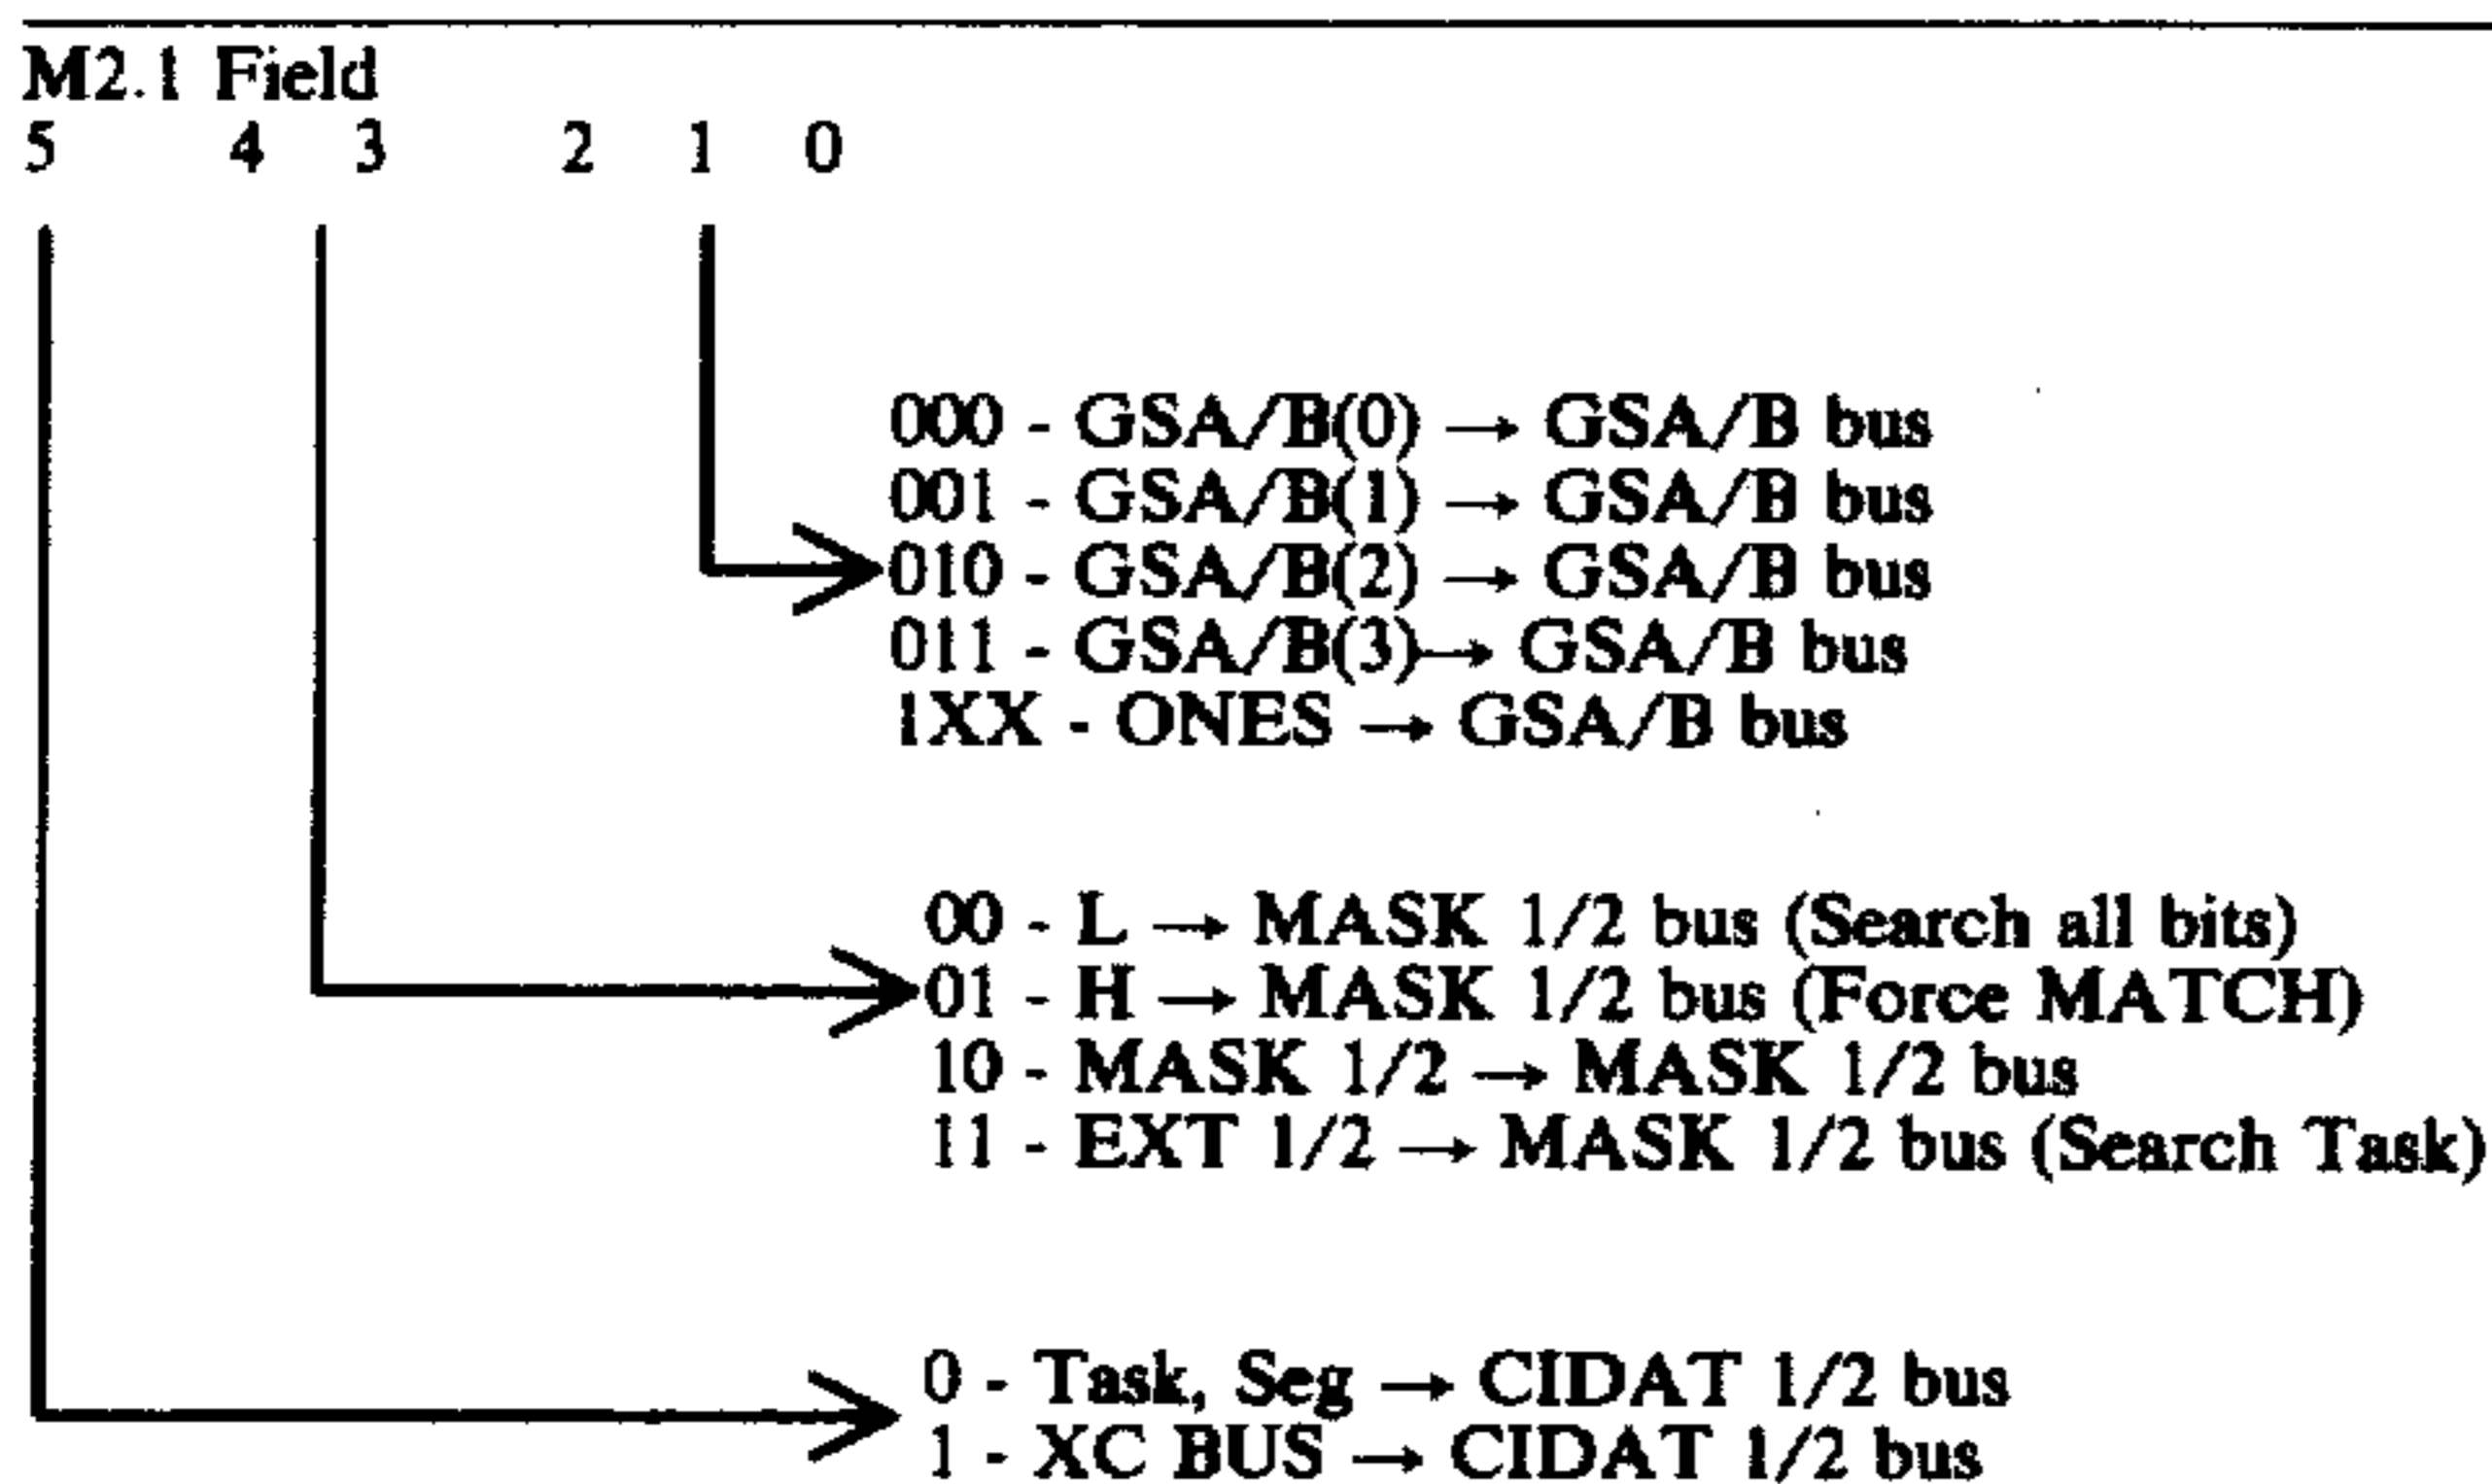 M2.1 Field
5 4 3 2 1 0
000 - GSA/B(0) → GSA/B bus
001 - GSA/B(1) → GSA/B bus
010 - GSA/B(2) → GSA/B bus
011 - GSA/B(3)→ GSA/B bus
1XX - ONES → GSA/B bus
00 - L → MASK 1/2 bus (Search all bits)
01 - H → MASK 1/2 bus (Force MATCH)
10 - MASK 1/2 → MASK 1/2 bus
11 - EXT 1/2 → MASK 1/2 bus (Search Task)
0 - Task, Seg → CIDAT 1/2 bus
1 - XC BUS → CIDAT 1/2 bus